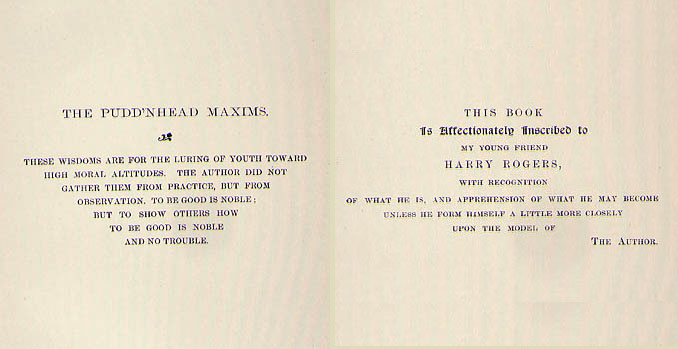 THE PUDD'NHEAD MAXIMS.
THESE WISDOMS ARE FOR THE LURING OF YOUTH TOWARD
HIGH MORAL ALTITUDES. THE AUTHOR DID NOT
GATHER THEM FROM PRACTICE, BUT FROM
OBSERVATION. TO BE GOOD IS NOBLE;
BUT TO SHOW OTHERS HOW
TO BE GOOD IS NOBLE
AND NO TROUBLE.
THIS BOOK
Is Affectionately Inscribed to
MY YOUNG FRIEND
HARRY ROGERS,
WITH RECOGNITION
OF WHAT HE IS, AND APPREHENSION OF WHAT HE MAY BECOME
UNLESS HE FORM HIMSELF A LITTLE MORE CLOSELY
UPON THE MODEL OF
THE AUTHOR.